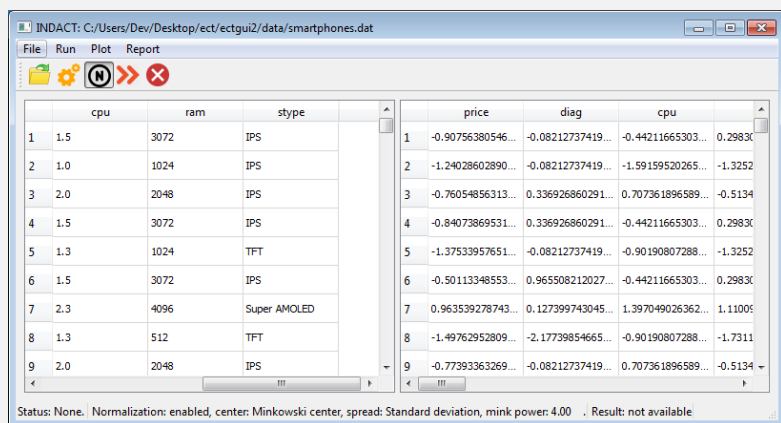 INDACT: C:/Users/Dev/Desktop/ect/ectgui2/data/smartphones.dat
File Run Plot Report
N
cpu ram stype
1 1.5 3072 IPS
2 1.0 1024 IPS
3 2.0 2048 IPS
4 1.5 3072 IPS
5 1.3 1024 TFT
6 1.5 3072 IPS
7 2.3 4096 Super AMOLED
8 1.3 512 TFT
9 2.0 2048 IPS
price diag cpu
1 -0.90756380546... -0.08212737419... -0.44211665303... 0.29830
2 -1.24028602890... -0.08212737419... -1.59159520265... -1.3252
3 -0.76054856313... 0.336926860291... 0.707361896589... -0.5134
4 -0.84073869531... 0.336926860291... -0.44211665303... 0.29830
5 -1.37533957651... -0.08212737419... -0.90190807288... -1.3252
6 -0.50113348553... 0.965508212027... -0.44211665303... 0.29830
7 0.963539278743... 0.127399743045... 1.397049026362... 1.11009
8 -1.49762952809... -2.17739854665... -0.90190807288... -1.7311
9 -0.77393363269... -0.08212737419... 0.707361896589... -0.5134
Status: None. Normalization: enabled, center: Minkowski center, spread: Standard deviation, mink power: 4.00 . Result: not available